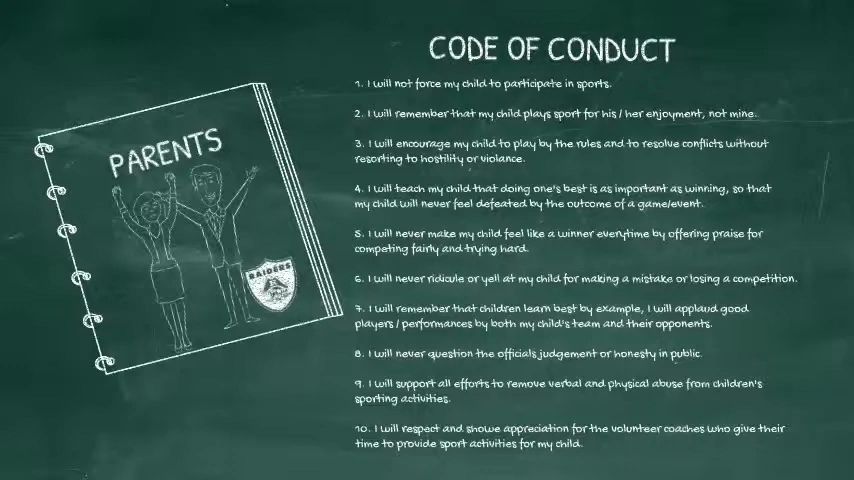 CODE OF CONDUCT
PARENTS
RAIDERS
1. I will not force my child to participate in sports.
2. I will remember that my child plays sport for his / her enjoyment, not mine.
3. I will encourage my child to play by the rules and to resolve conflicts without
resorting to hostility or violance.
4. I will teach my child that doing one's best is as important as winning, so that
my child will never feel defeated by the outcome of a game/event.
5. I will never make my child feel like a winner everytime by offering praise for
competing fairly and trying hard.
6. I will never ridicule or yell at my child for making a mistake or losing a competition.
7. I will remember that children learn best by example, I will applaud good
players / performances by both my child's team and their opponents.
8. I will never question the officials judgement or honesty in public.
9. I will support all efforts to remove verbal and physical abuse from children's
sporting activities.
10. I will respect and showe appreciation for the volunteer coaches who give their
time to provide sport activities for my child.